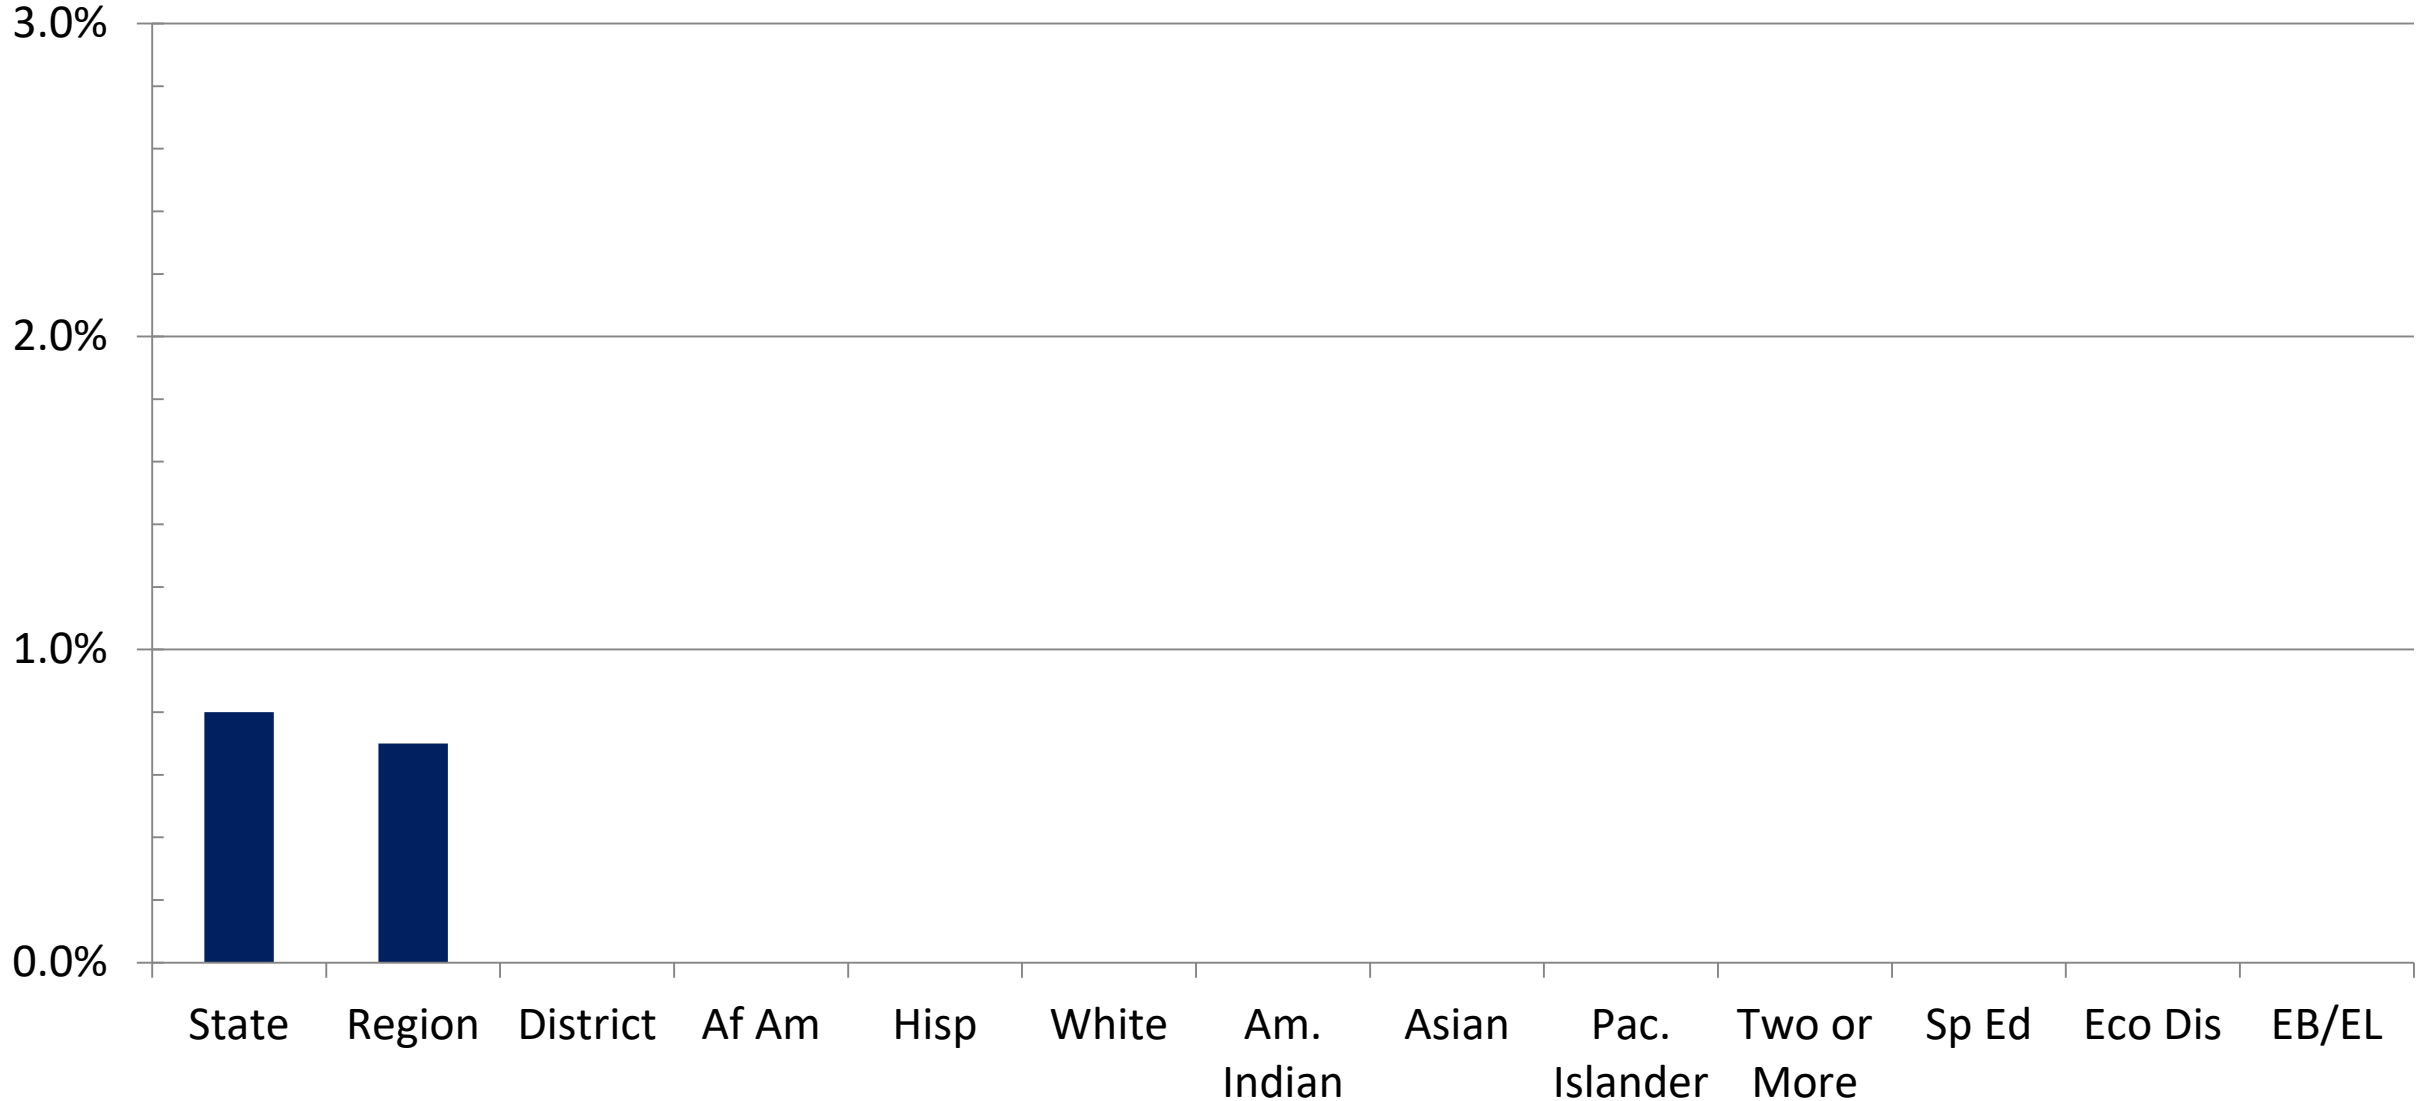 3.0%
2.0%
1.0%
0.0%
State Region District Af Am Hisp White Am. Indian Asian Pac. Islander Two or More Sp Ed Eco Dis EB/EL